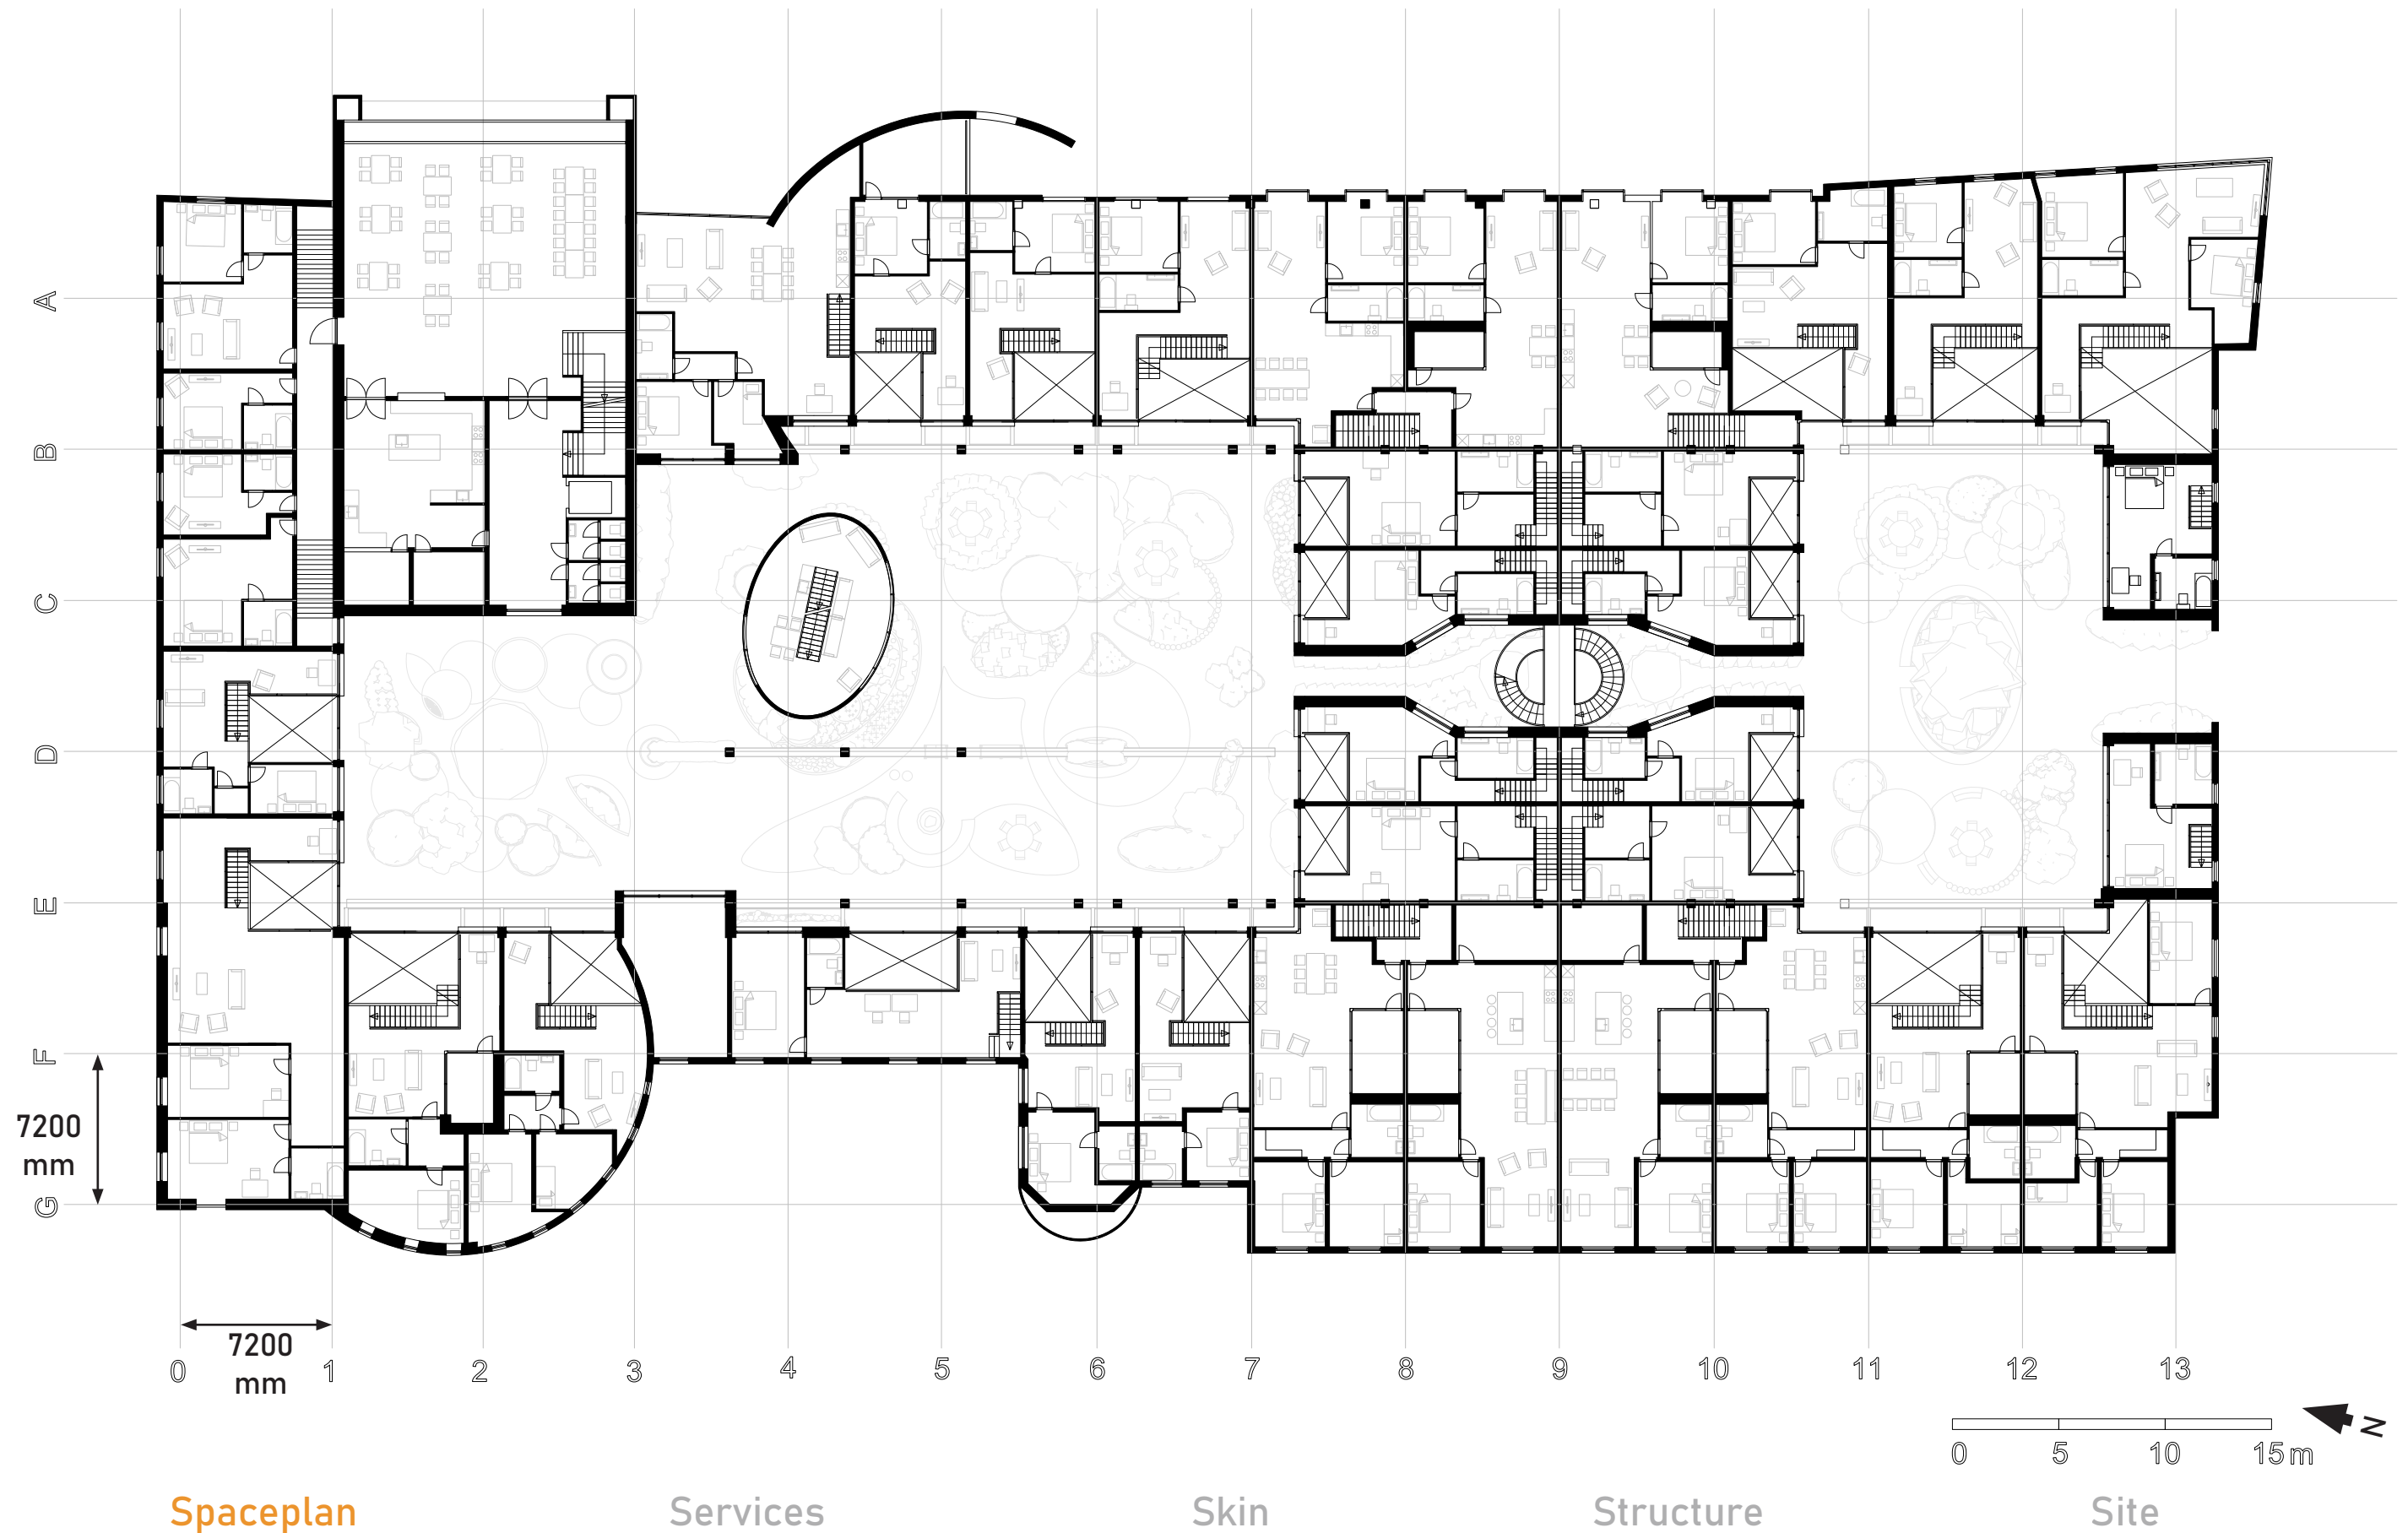 A
B
C
D
E
F
G
7200
mm
7200
mm
0 1 2 3 4 5 6 7 8 9 10 11 12 13
N
0 5 10 15 m
Spaceplan Services Skin Structure Site